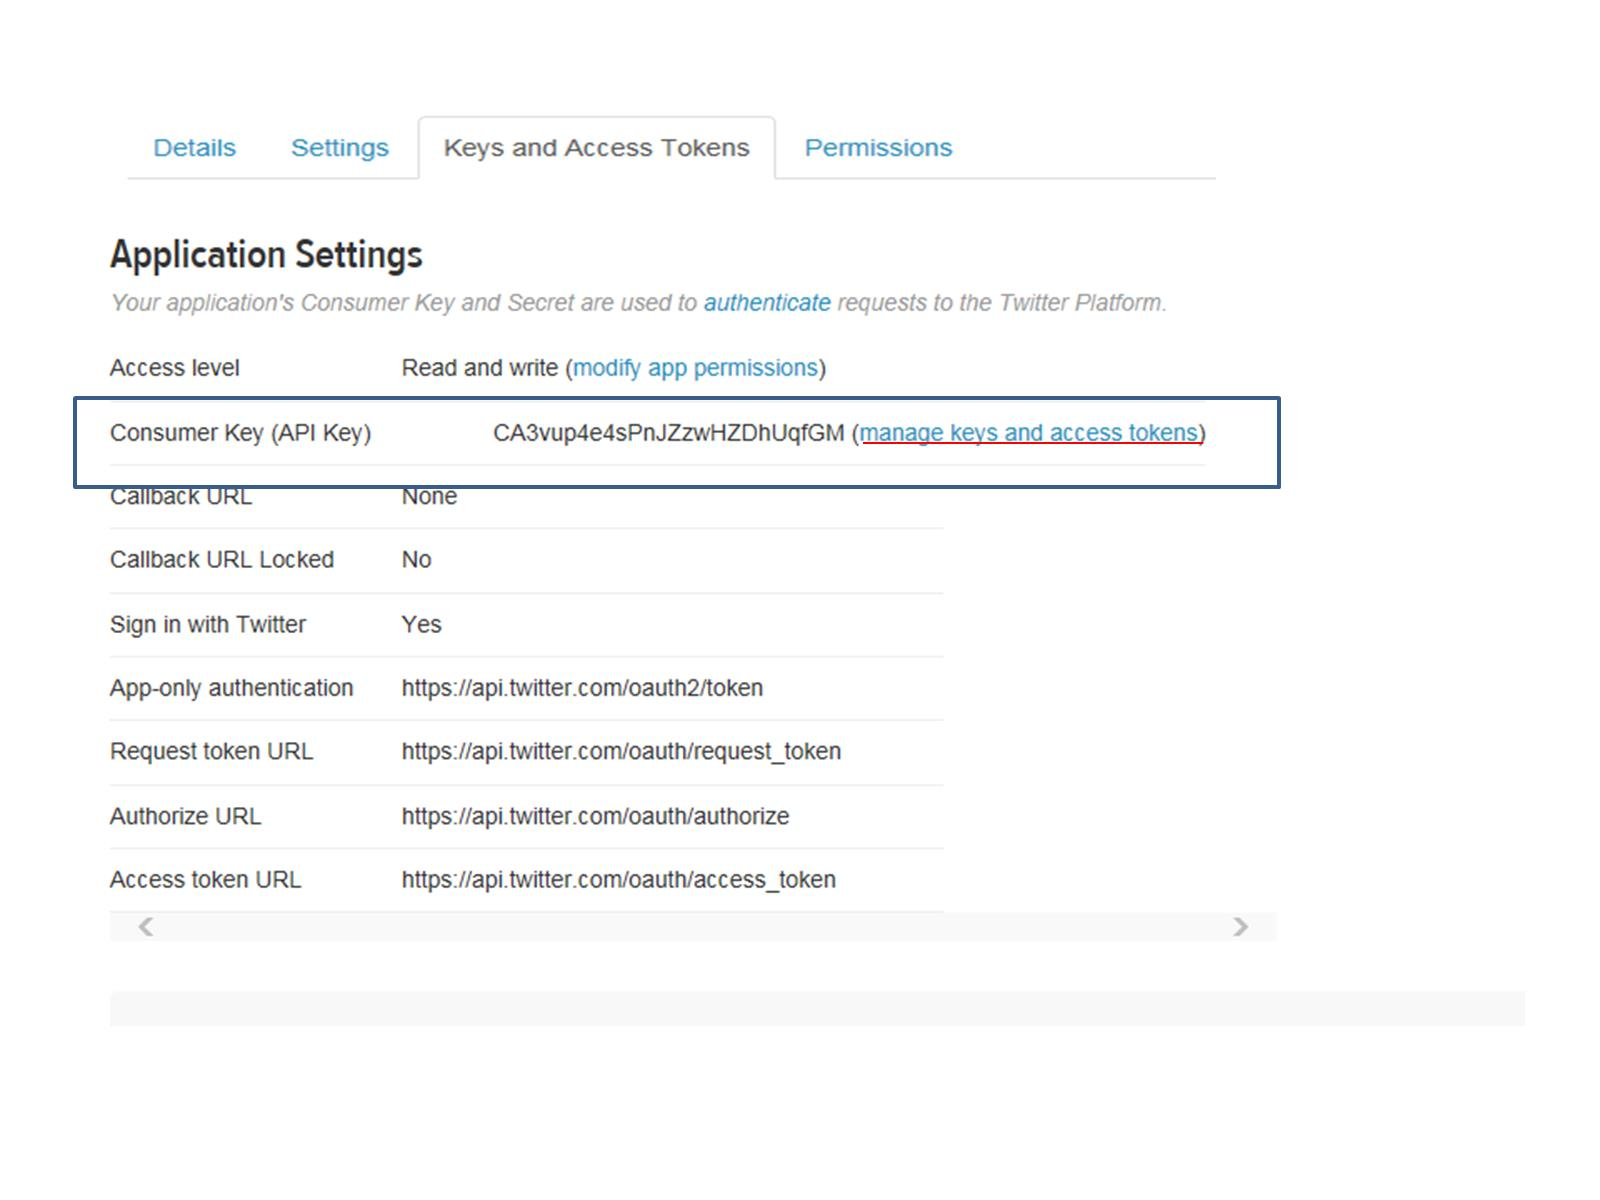 Details Settings Keys and Access Tokens Permissions
Application Settings
Your application's Consumer Key and Secret are used to authenticate requests to the Twitter Platform.
Access level Read and write (modify app permissions)
Consumer Key (API Key) CA3vup4e4sPnJZzwHZDhUqfGM (manage keys and access tokens)
Callback URL None
Callback URL Locked No
Sign in with Twitter Yes
App-only authentication https://api.twitter.com/oauth2/token
Request token URL https://api.twitter.com/oauth/request_token
Authorize URL https://api.twitter.com/oauth/authorize
Access token URL https://api.twitter.com/oauth/access_token